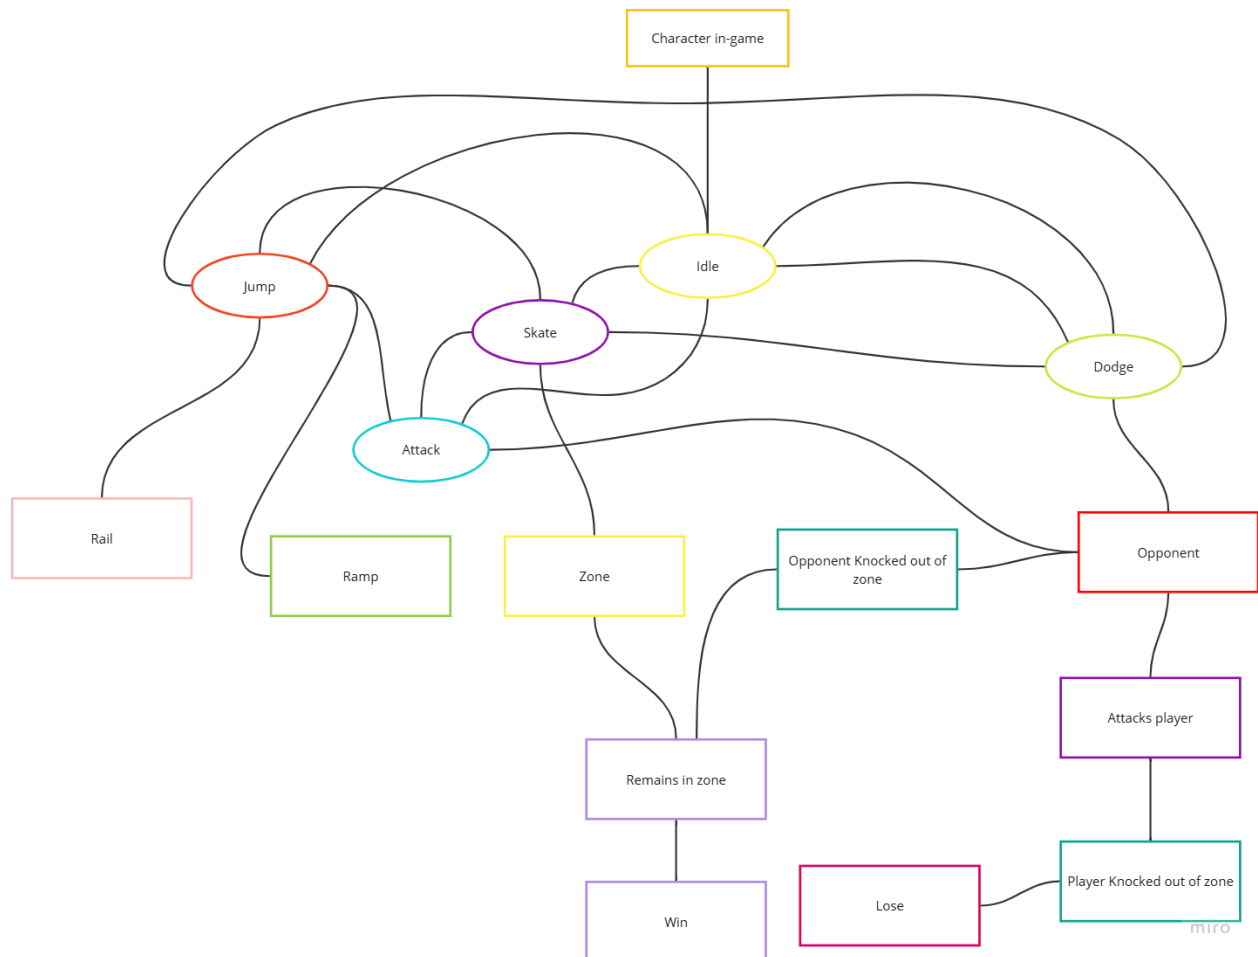 Character in-game
Idle
Jump
Skate
Dodge
Attack
Rail
Ramp
Zone
Opponent Knocked out of
zone
Opponent
Attacks player
Remains in zone
Player Knocked out of zone
Lose
Win
miro